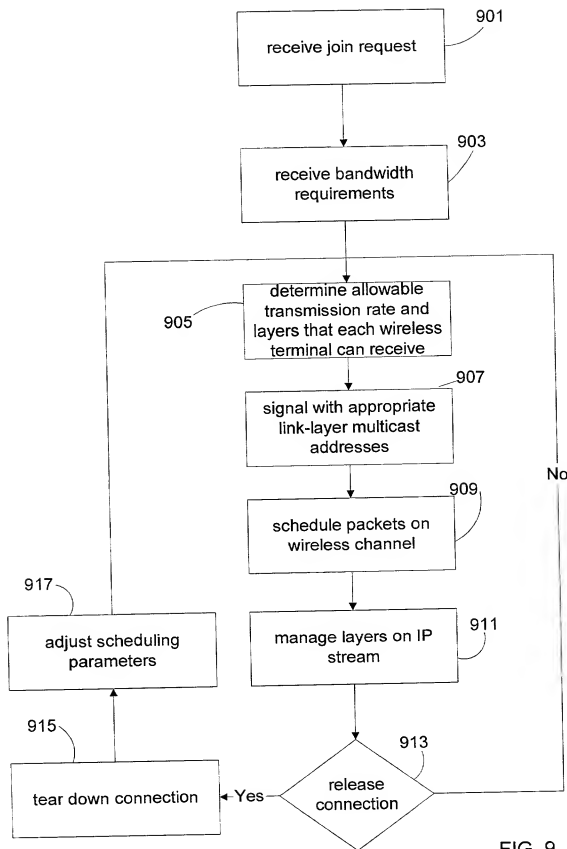 901
receive join request
903
receive bandwidth
requirements
905
determine allowable
transmission rate and
layers that each wireless
terminal can receive
907
signal with appropriate
link-layer multicast
addresses
No
909
schedule packets on
wireless channel
917
adjust scheduling
parameters
911
manage layers on IP
stream
915
tear down connection
Yes
913
release
connection
FIG. 9